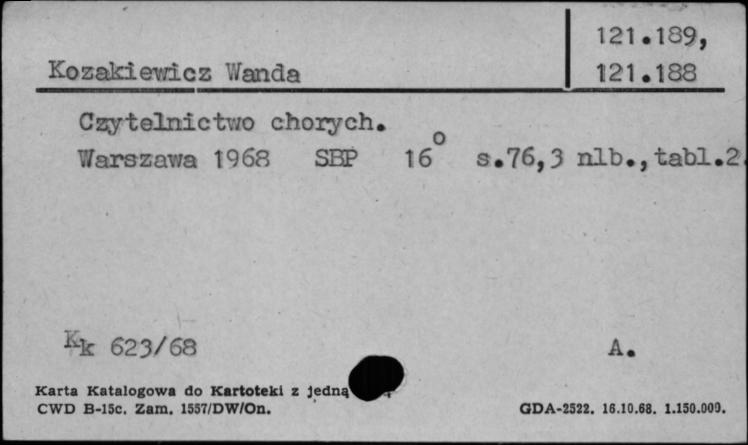 121.189,
Kozakiewicz Wanda 121.188
Czytelnictwo chorych.
Warszawa 1968 SBP 16° s.76,3 nlb.,tabl.2.
Kk 623/68 A.
Karta Katalogowa do Kartoteki z jedną
CWD B-15c. Zam. 1557/DW/On. GDA-2522. 16.10.68. 1.150.000.